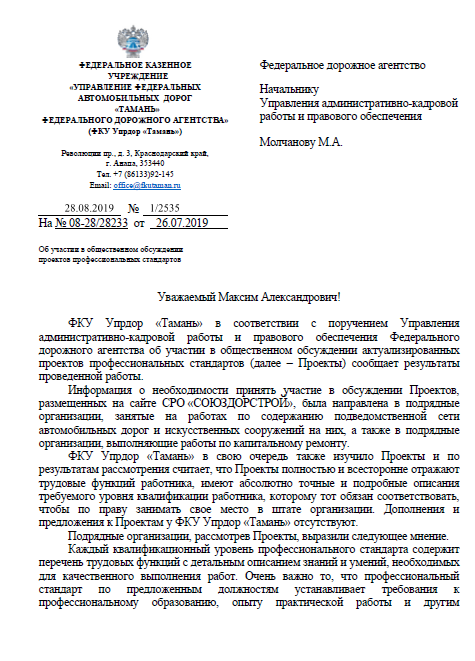 ФЕДЕРАЛЬНОЕ КАЗЕННОЕ
УЧРЕЖДЕНИЕ
«УПРАВЛЕНИЕ ФЕДЕРАЛЬНЫХ
АВТОМОБИЛЬНЫХ ДОРОГ
«ТАМАНЬ»
ФЕДЕРАЛЬНОГО ДОРОЖНОГО АГЕНТСТВА»
(ФКУ Упрдор «Тамань»)
Революции пр., д. 3, Краснодарский край,
г. Анапа, 353440
Тел. +7 (86133)92-145
Email: office@fkutaman.ru
28.08.2019 № 1/2535
На № 08-28/28233 от 26.07.2019
Об участии в общественном обсуждении
проектов профессиональных стандартов
Федеральное дорожное агентство
Начальнику
Управления административно-кадровой
работы и правового обеспечения
Молчанову М.А.
Уважаемый Максим Александрович!
ФКУ Упрдор «Тамань» в соответствии с поручением Управления
административно-кадровой работы и правового обеспечения Федерального
дорожного агентства об участии в общественном обсуждении актуализированных
проектов профессиональных стандартов (далее – Проекты) сообщает результаты
проведенной работы.
Информация о необходимости принять участие в обсуждении Проектов,
размещенных на сайте СРО «СОЮЗДОРСТРОЙ», была направлена в подрядные
организации, занятые на работах по содержанию подведомственной сети
автомобильных дорог и искусственных сооружений на них, а также в подрядные
организации, выполняющие работы по капитальному ремонту.
ФКУ Упрдор «Тамань» в свою очередь также изучило Проекты и по
результатам рассмотрения считает, что Проекты полностью и всесторонне отражают
трудовые функций работника, имеют абсолютно точные и подробные описания
требуемого уровня квалификации работника, которому тот обязан соответствовать,
чтобы по праву занимать свое место в штате организации. Дополнения и
предложения к Проектам у ФКУ Упрдор «Тамань» отсутствуют.
Подрядные организации, рассмотрев Проекты, выразили следующее мнение.
Каждый квалификационный уровень профессионального стандарта содержит
перечень трудовых функций с детальным описанием знаний и умений, необходимых
для качественного выполнения работ. Очень важно то, что профессиональный
стандарт по предложенным должностям устанавливает требования к
профессиональному образованию, опыту практической работы и другим